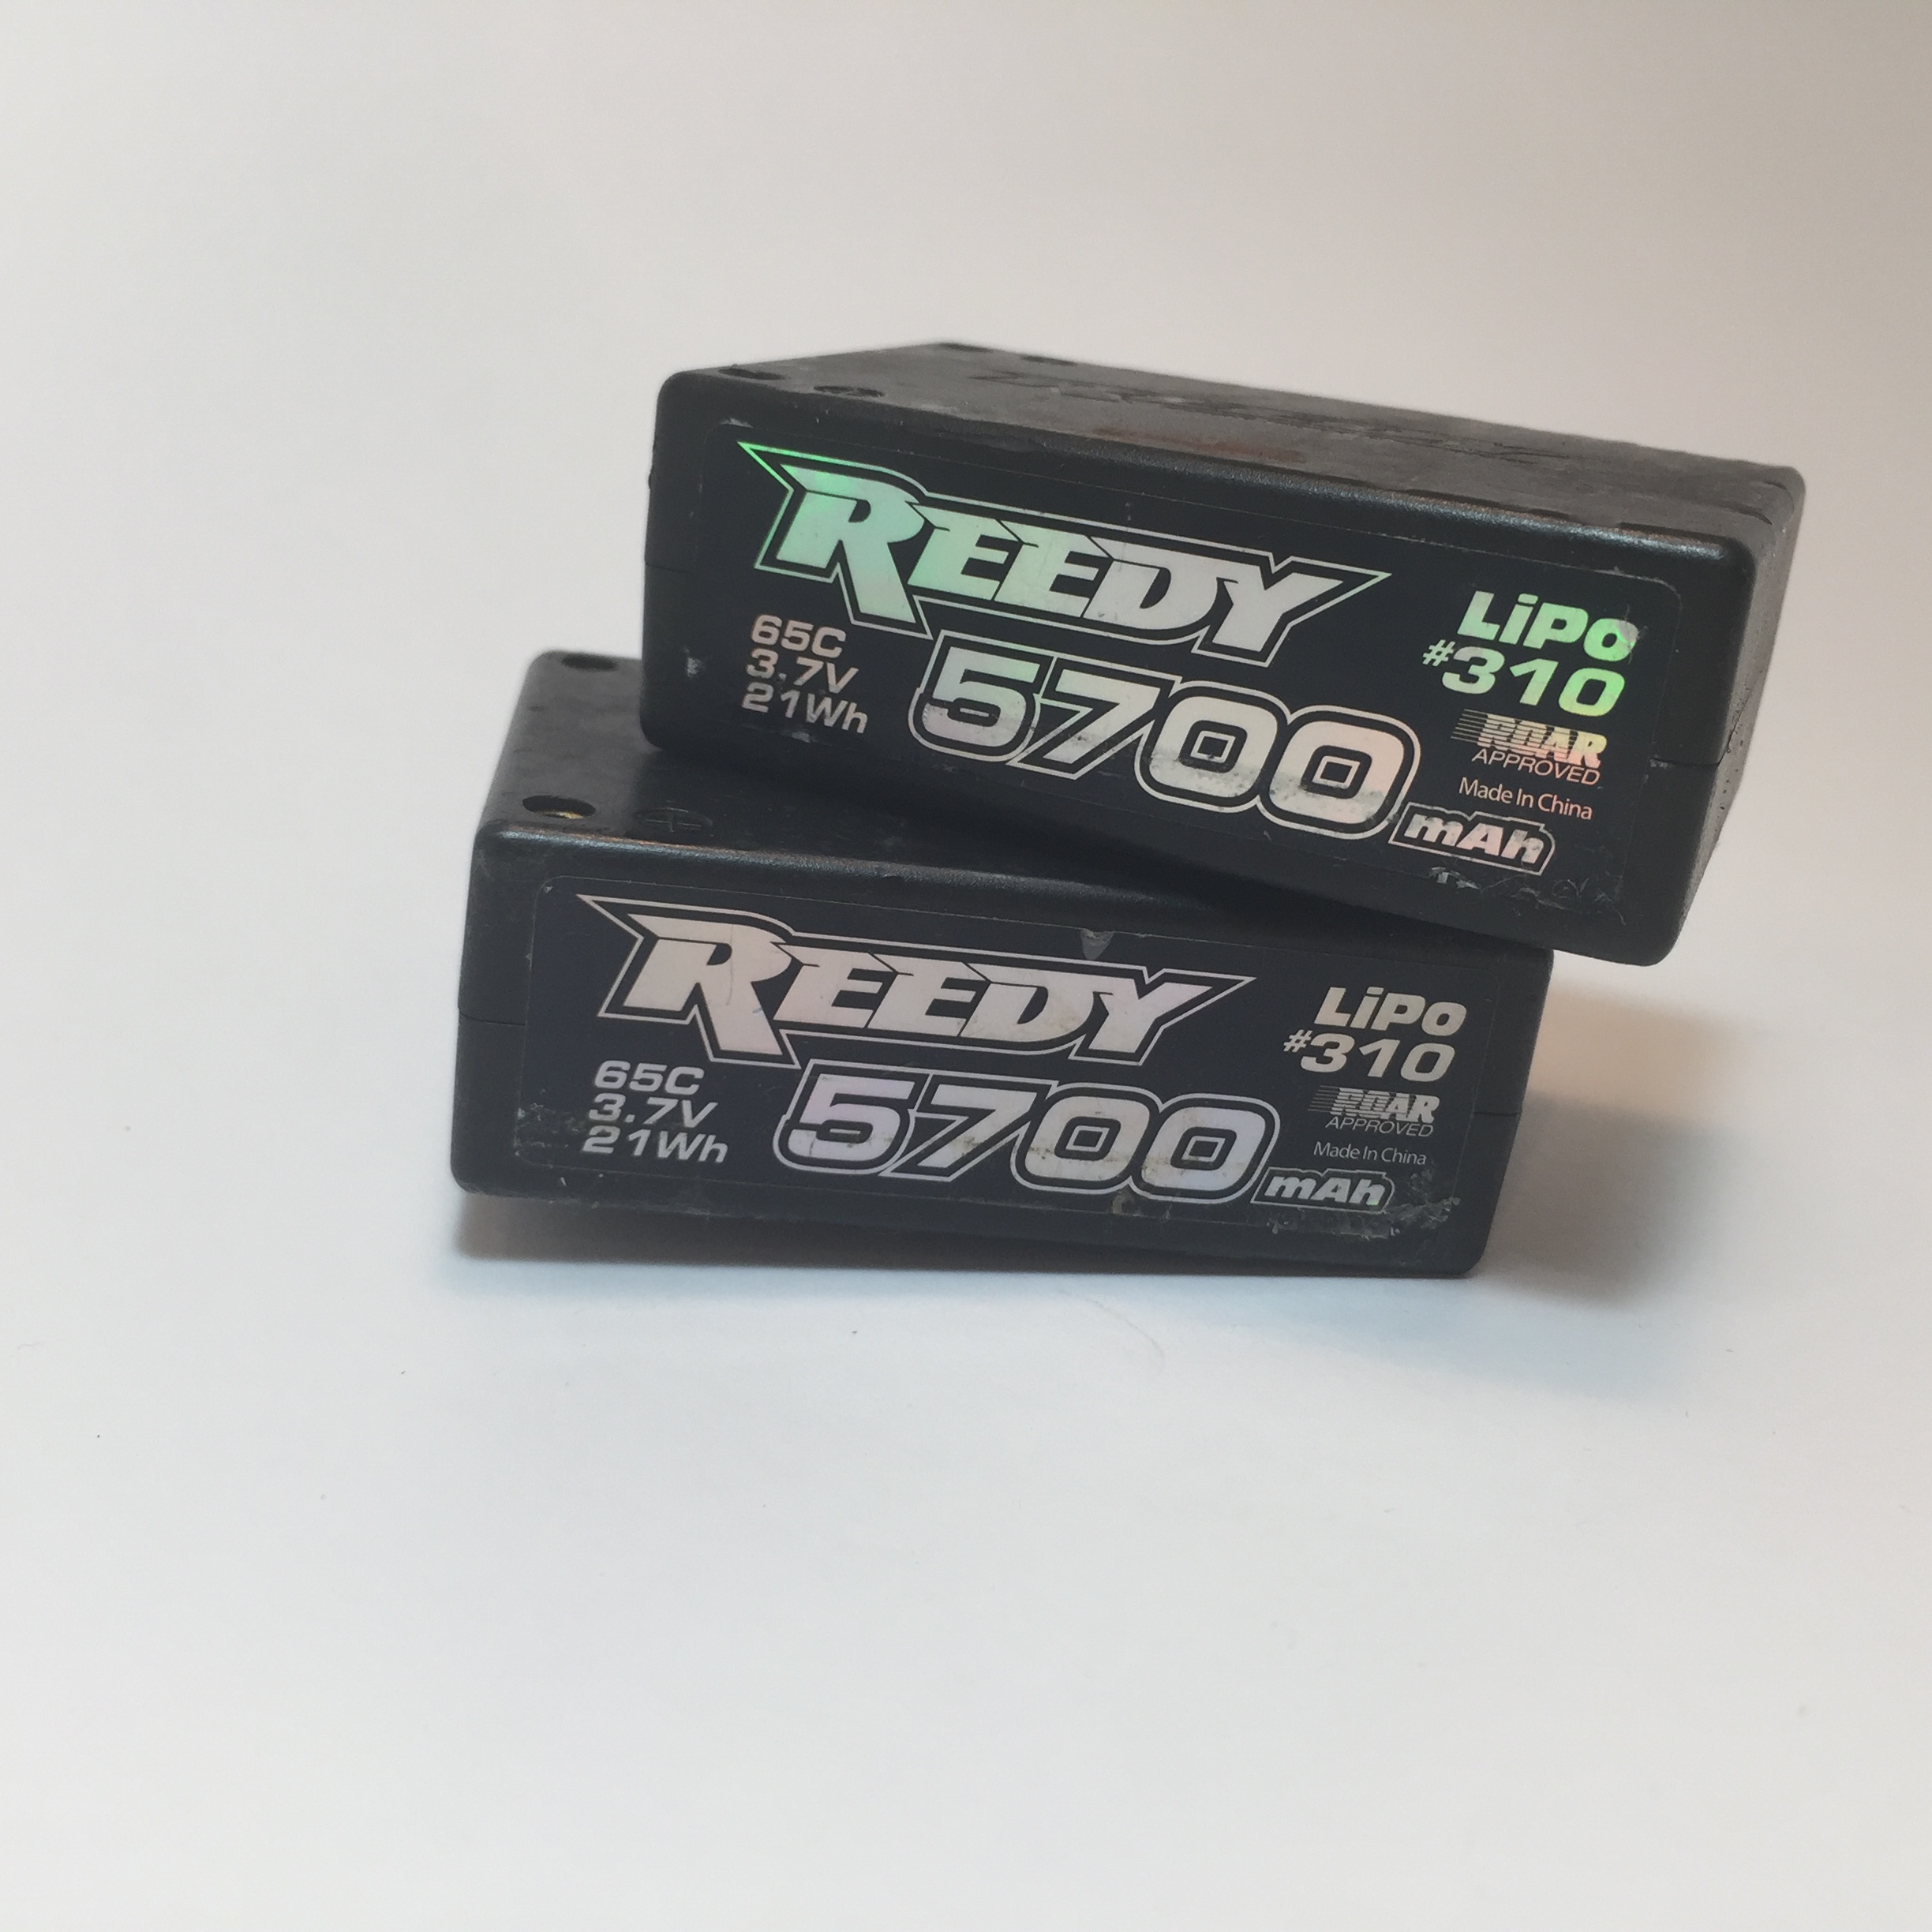 REEDY
65C
3.7V
21Wh
5700
mAh
LiPo
#310
ROAR
APPROVED
Made In China
REEDY
65C
3.7V
21Wh
5700
mAh
LiPo
#310
ROAR
APPROVED
Made In China